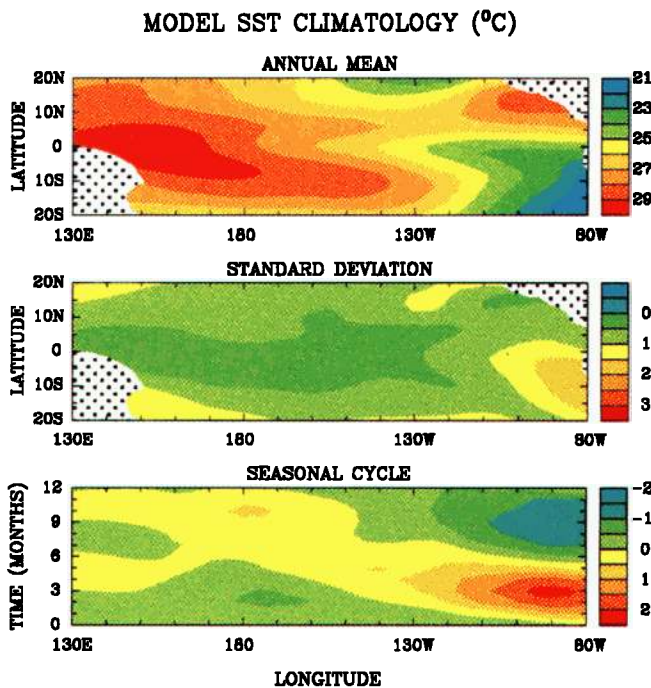 MODEL SST CLIMATOLOGY (⁰C)
ANNUAL MEAN
20N
10N
0
10S
20S
LATITUDE
130E 180 130W 80W
21
23
25
27
29
STANDARD DEVIATION
20N
10N
0
10S
20S
LATITUDE
130E 180 130W 80W
0
1
2
3
SEASONAL CYCLE
12
9
6
3
0
TIME (MONTHS)
130E 180 130W 80W
-2
-1
0
1
2
LONGITUDE